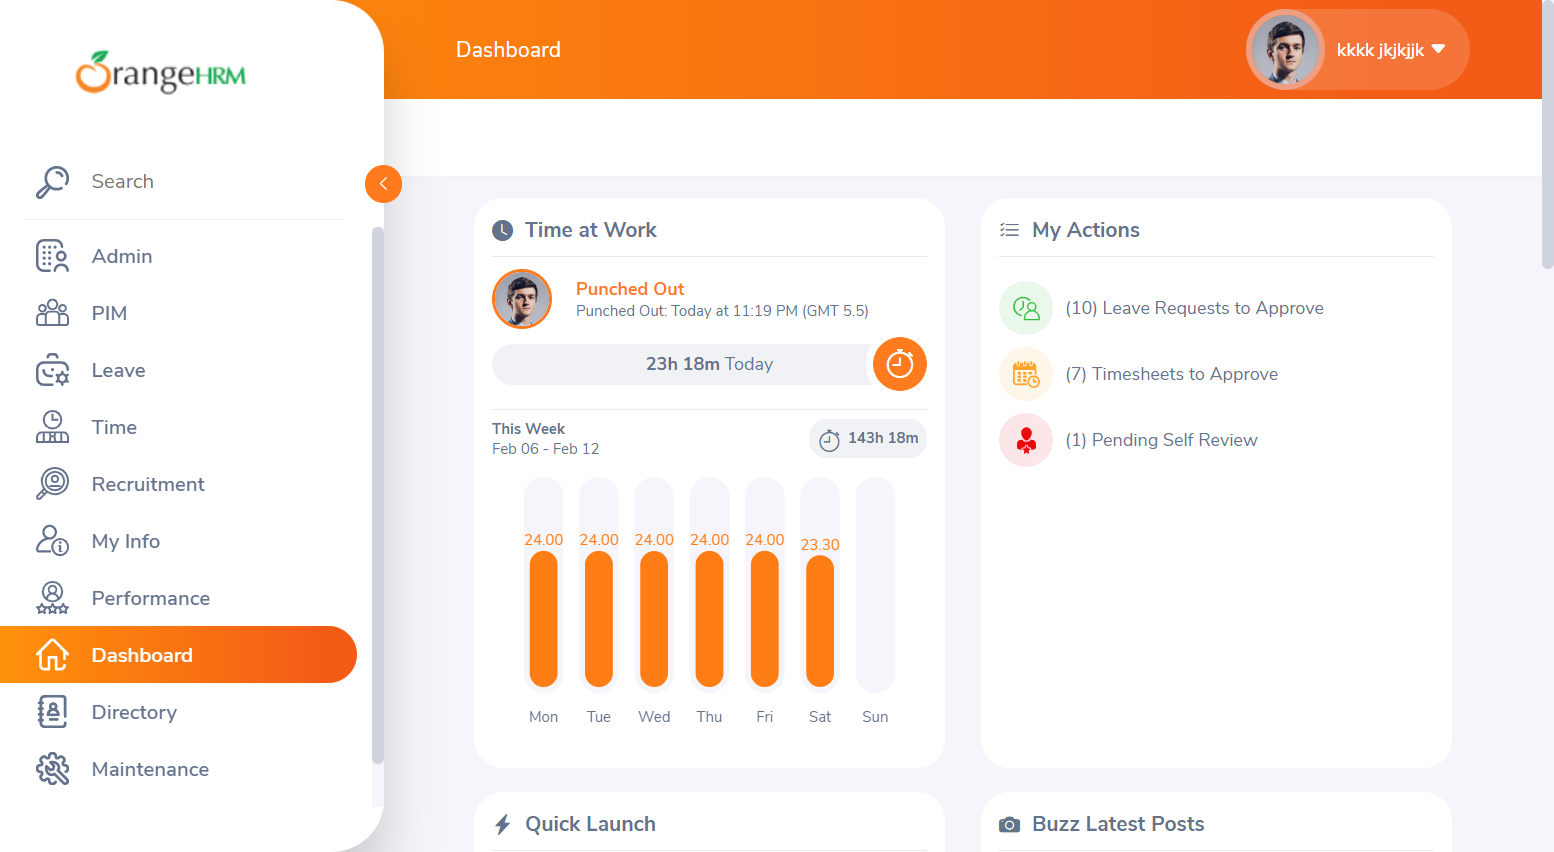 OrangeHRM
Search
Admin
PIM
Leave
Time
Recruitment
My Info
Performance
Dashboard
Directory
Maintenance
Dashboard
kkkk jkjkjjk
Time at Work
Punched Out
Punched Out: Today at 11:19 PM (GMT 5.5)
23h 18m Today
This Week
Feb 06 - Feb 12
143h 18m
24.00 24.00 24.00 24.00 24.00 23.30
Mon Tue Wed Thu Fri Sat Sun
My Actions
(10) Leave Requests to Approve
(7) Timesheets to Approve
(1) Pending Self Review
Quick Launch
Buzz Latest Posts